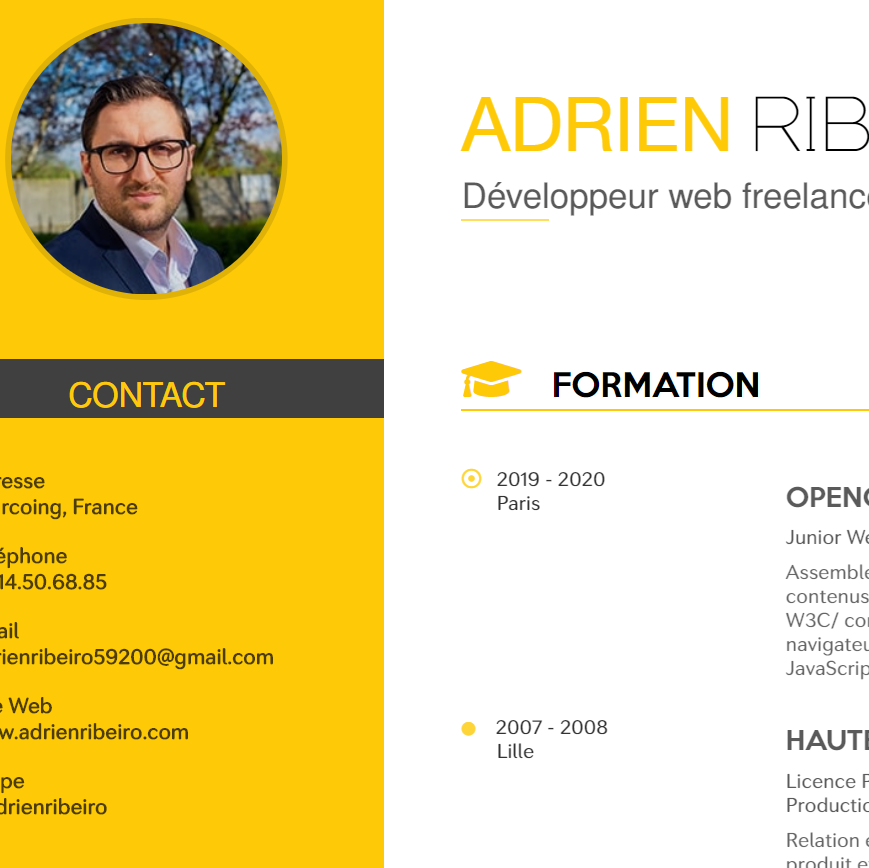 ADRIEN RIB
Développeur web freelance
CONTACT
resse
rcoing, France
éphone
14.50.68.85
ail
rienribeiro59200@gmail.com
e Web
w.adrienribeiro.com
pe
drienribeiro
FORMATION
2019 - 2020
Paris
OPENC
Junior We
Assemble
contenus
W3C/ con
navigateu
JavaScrip
2007 - 2008
Lille
HAUTE
Licence P
Productio
Relation e
produit e